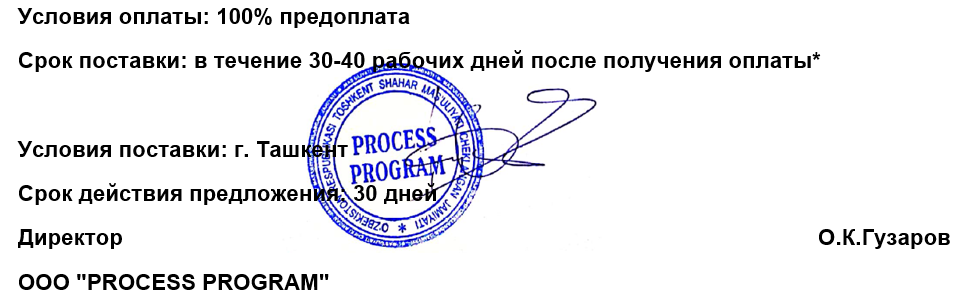 Условия оплаты: 100% предоплата
Срок поставки: в течение 30-40 рабочих дней после получения оплаты*
O'ZBEKISTON RESPUBLIKASI TOSHKENT SHAHAR MAS'ULIYATI CHEKLANGAN JAMIYATI *
PROCESS
PROGRAM
Условия поставки: г. Ташкент
Срок действия предложения: 30 дней
Директор О.К.Гузаров
ООО "PROCESS PROGRAM"